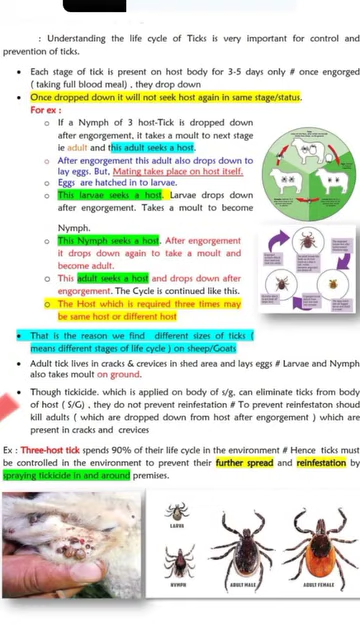 : Understanding the life cycle of Ticks is very important for control and
prevention of ticks.
• Each stage of tick is present on host body for 3-5 days only # once engorged
( taking full blood meal) , they drop down
• Once dropped down it will not seek host again in same stage/status.
For ex :
o If a Nymph of 3 host-Tick is dropped down
after engorgement, it takes a moult to next stage
ie adult and this adult seeks a host.
o After engorgement this adult also drops down to
lay eggs. But, Mating takes place on host itself.
o Eggs are hatched in to larvae.
o This larvae seeks a host. Larvae drops down
after engorgement. Takes a moult to become
Nymph.
o This Nymph seeks a host. After engorgement
it drops down again to take a moult and
become adult.
o This adult seeks a host and drops down after
engorgement. The Cycle is continue like this.
o The Host which is required three times may
be same host or different host
• That is the reason we find different sizes of ticks (
means different stages of life cycle ) on sheep/Goats
• Adult tick lives in cracks & crevices in shed area and lays eggs # Larvae and Nymph
also takes moult on ground.
• Though tickicide. which is applied on body of s/g, can eliminate ticks from body
of host ( S/G) , they do not prevent reinfestation # To prevent reinfestaton shoud
kill adults ( which are dropped down from host after engorgement ) which are
present in cracks and crevices
Ex : Three-host tick spends 90% of their life cycle in the environment # Hence ticks must
be controlled in the environment to prevent their further spread and reinfestation by
spraying tickicide in and around premises.
LARVE
NYMPH
ADULT MALE
ADULT FEMALE